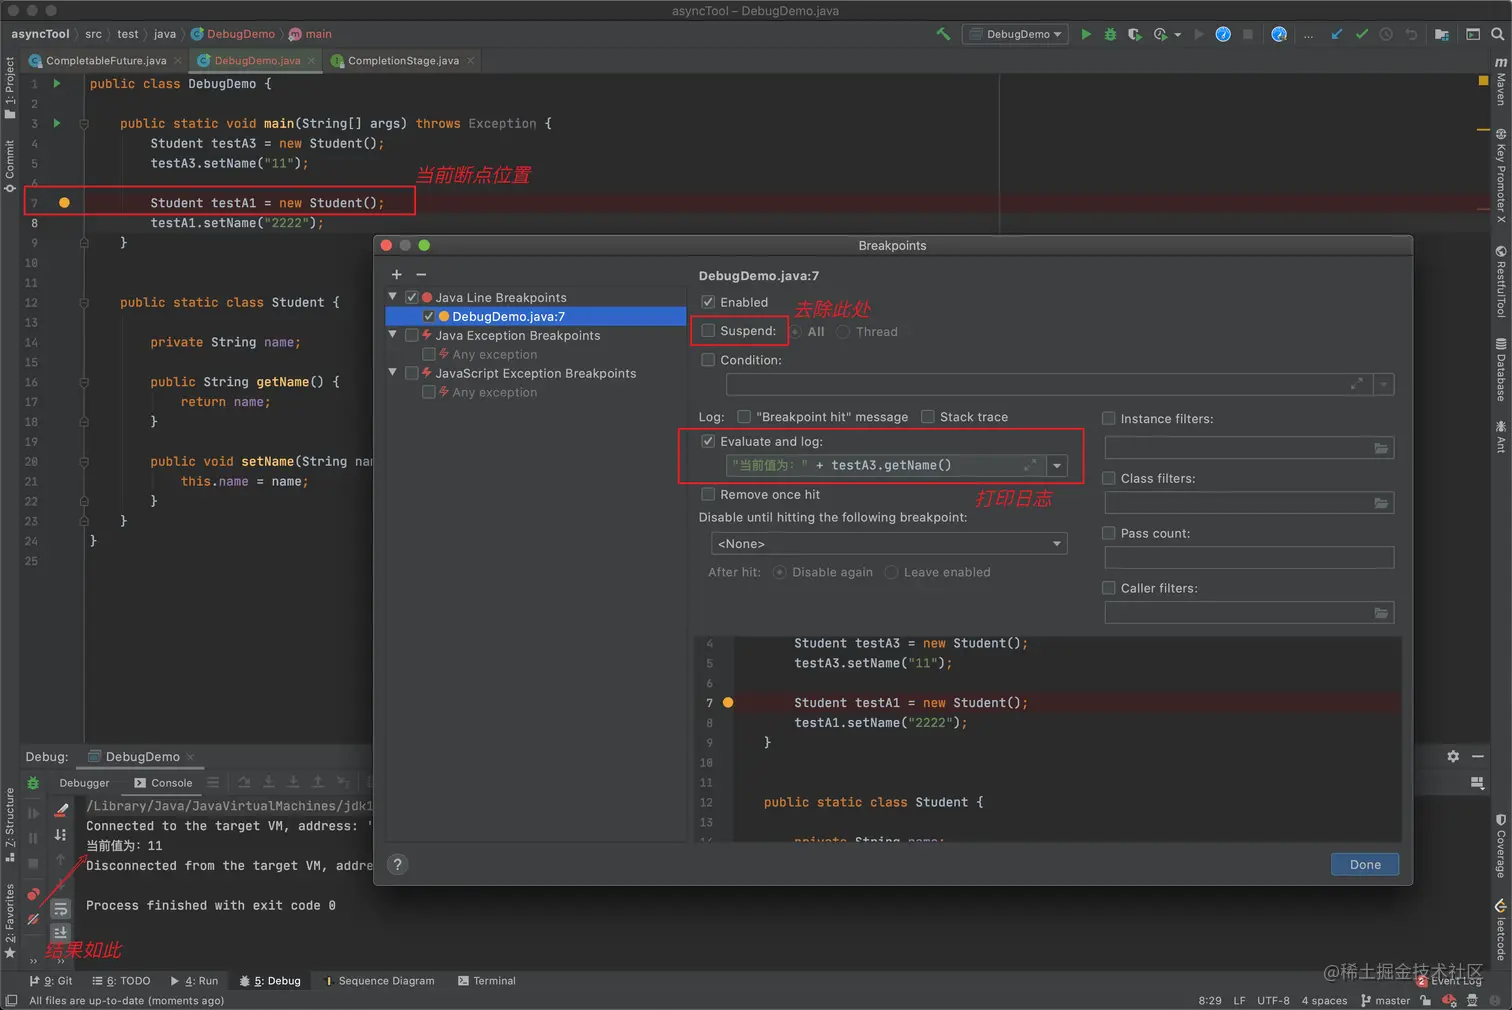 asyncTool – DebugDemo.java
asyncTool › src › test › java › DebugDemo › main
DebugDemo
...
CompletableFuture.java
DebugDemo.java
CompletionStage.java
1: Project
Commit
1 public class DebugDemo {
2
3 public static void main(String[] args) throws Exception {
4 Student testA3 = new Student();
5 testA3.setName("11");
6
当前断点位置
7 Student testA1 = new Student();
8 testA1.setName("2222");
9 }
10
11
12 public static class Student {
13
14 private String name;
15
16 public String getName() {
17 return name;
18 }
19
20 public void setName(String nam
21 this.name = name;
22 }
23 }
24 }
25
Maven
Key Promoter X
RestfulTool
Database
Ant
Coverage
leetcode
Breakpoints
Java Line Breakpoints
DebugDemo.java:7
Java Exception Breakpoints
Any exception
JavaScript Exception Breakpoints
Any exception
DebugDemo.java:7
Enabled
去除此处
Suspend: All Thread
Condition:
Log: "Breakpoint hit" message Stack trace
Evaluate and log:
"当前值为：" + testA3.getName()
打印日志
Remove once hit
Disable until hitting the following breakpoint:
<None>
After hit: Disable again Leave enabled
Instance filters:
Class filters:
Pass count:
Caller filters:
4 Student testA3 = new Student();
5 testA3.setName("11");
6
7 Student testA1 = new Student();
8 testA1.setName("2222");
9 }
10
11
12 public static class Student {
13
private String name;
?
Done
Debug: DebugDemo
Debugger Console
/Library/Java/JavaVirtualMachines/jdk1
Connected to the target VM, address: '
当前值为：11
Disconnected from the target VM, addre
Process finished with exit code 0
结果如此
Z: Structure
2: Favorites
9: Git 6: TODO 4: Run 5: Debug Sequence Diagram Terminal
@稀土掘金技术社区
2 Event Log
All files are up-to-date (moments ago)
8:29 LF UTF-8 4 spaces master